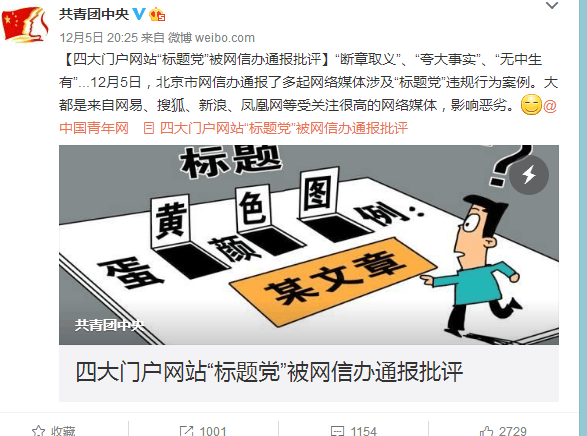 共青团中央
12月5日 20:25 来自 微博 weibo.com
【四大门户网站“标题党”被网信办通报批评】“断章取义”、“夸大事实”、“无中生
有”...12月5日，北京市网信办通报了多起网络媒体涉及“标题党”违规行为案例。大
都是来自网易、搜狐、新浪、凤凰网等受关注很高的网络媒体，影响恶劣。@
中国青年网 四大门户网站“标题党”被网信办通报批评
标题 ?
黄 色 图
蛋 颜 例：
某文章
共青团中央
四大门户网站“标题党”被网信办通报批评
收藏 1001 1154 2729